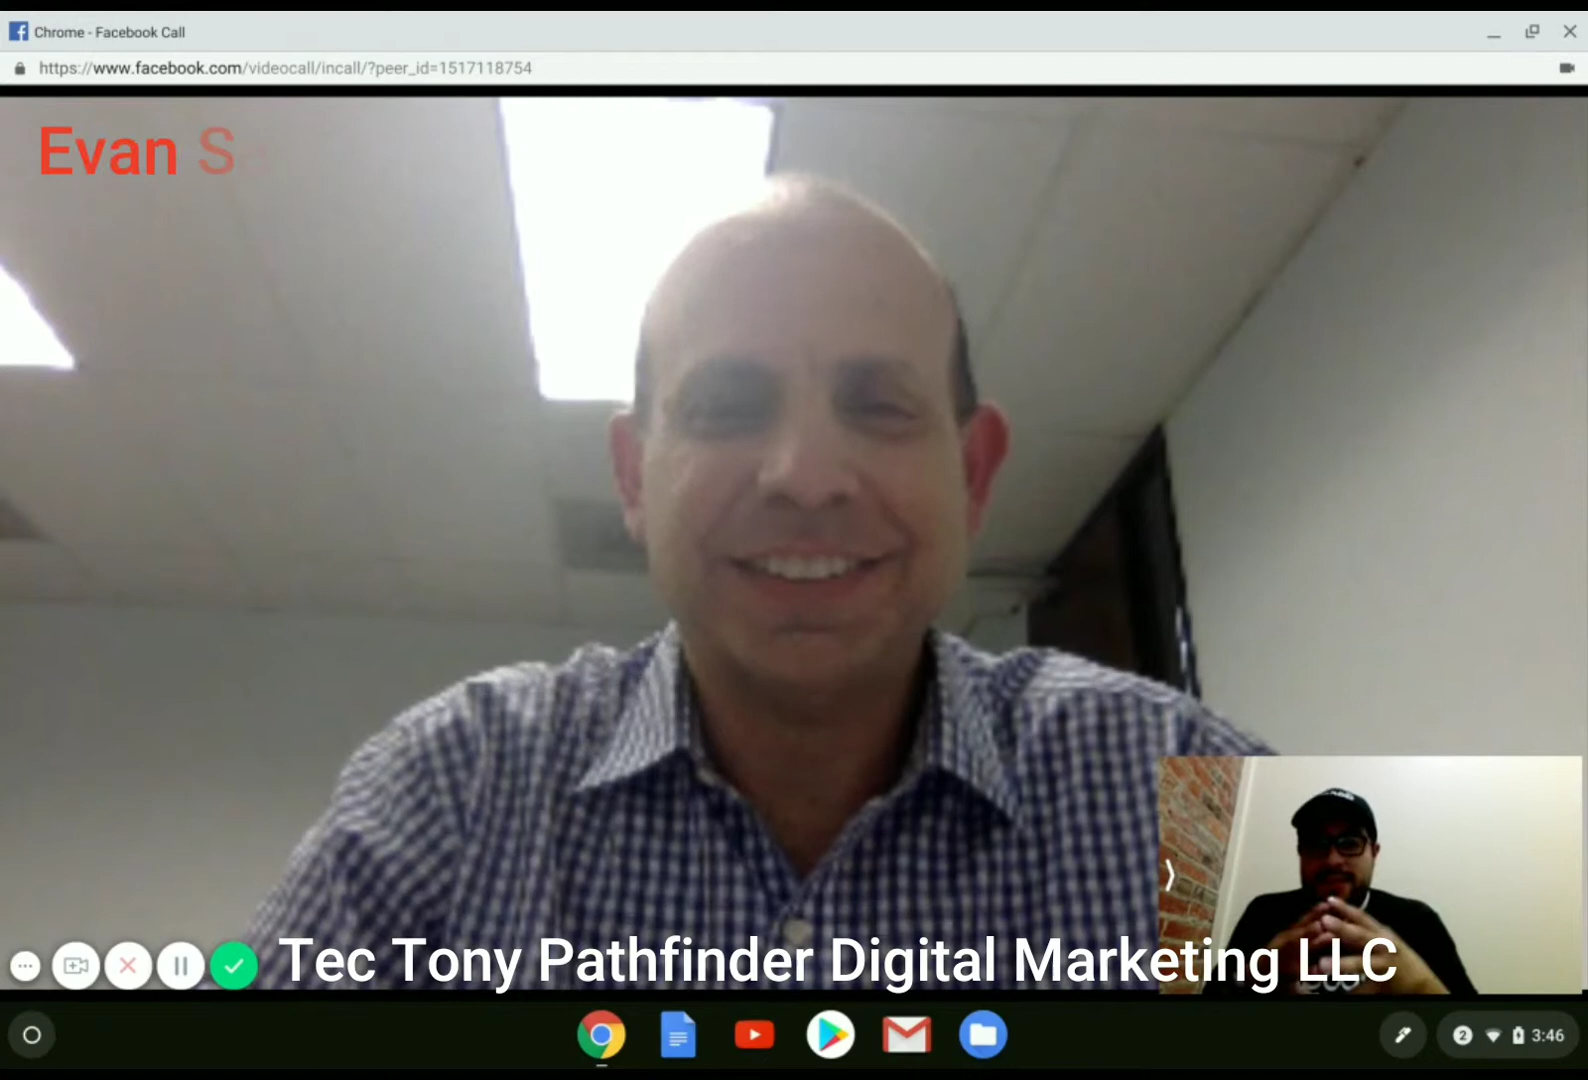 Chrome - Facebook Call
https://www.facebook.com/videocall/incall/?peer_id=1517118754
Evan S
Tec Tony Pathfinder Digital Marketing LLC
2
3:46